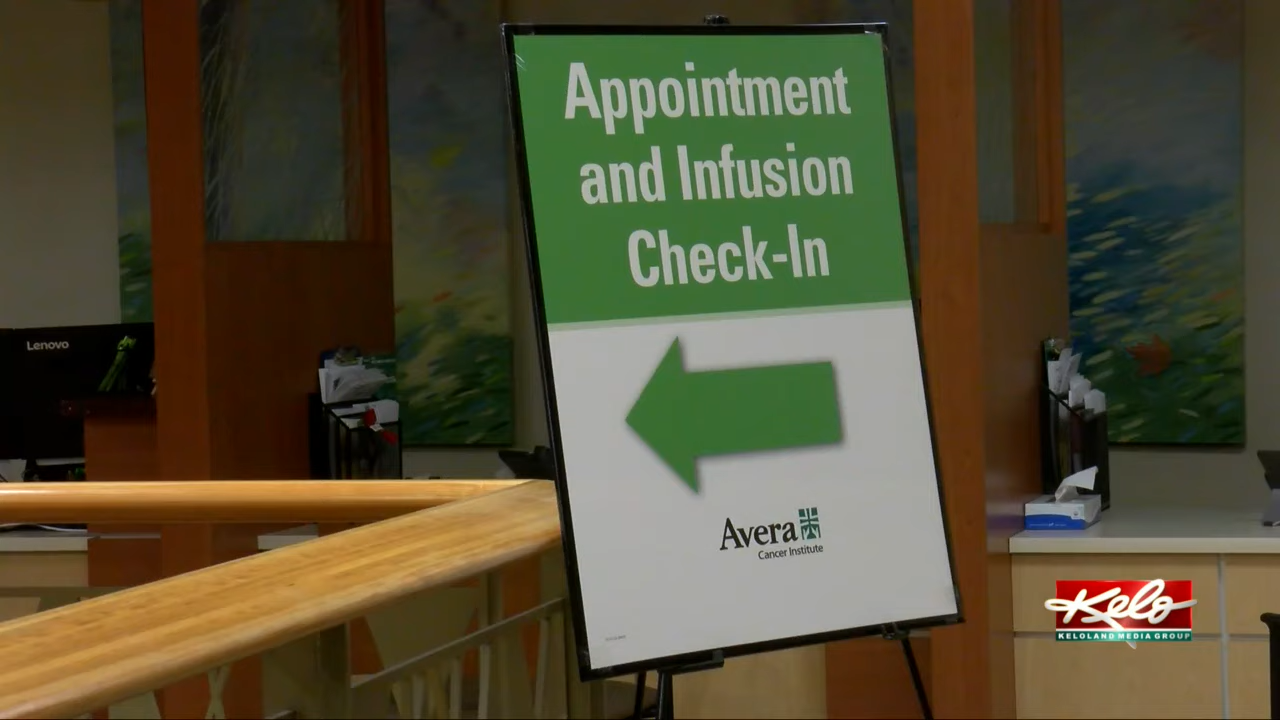 Appointment
and Infusion
Check-In
Avera
Cancer Institute
Lenovo
Kelo
KELOLAND MEDIA GROUP